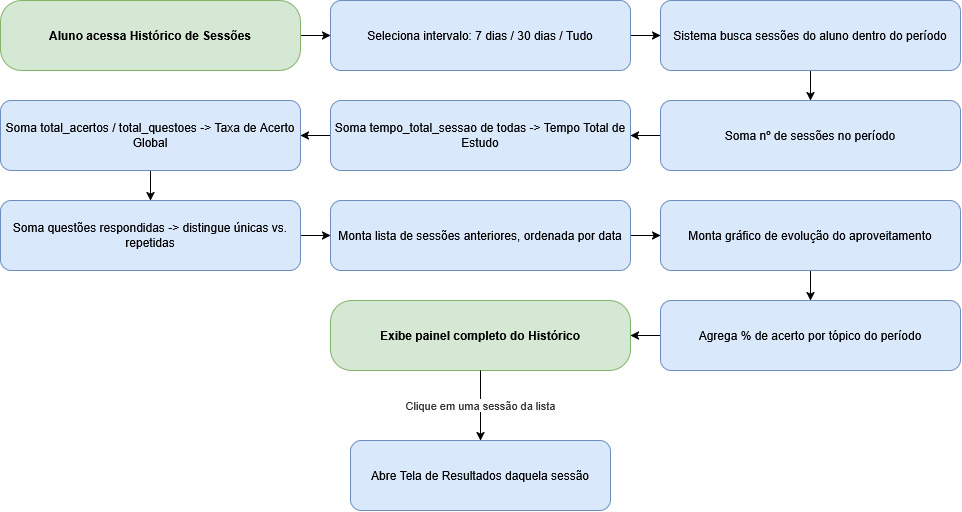 Aluno acessa Histórico de Sessões
Seleciona intervalo: 7 dias / 30 dias / Tudo
Sistema busca sessões do aluno dentro do período
Soma nº de sessões no período
Soma tempo_total_sessao de todas -> Tempo Total de
Estudo
Soma total_acertos / total_questoes -> Taxa de Acerto
Global
Soma questões respondidas -> distingue únicas vs.
repetidas
Monta lista de sessões anteriores, ordenada por data
Monta gráfico de evolução do aproveitamento
Agrega % de acerto por tópico do período
Exibe painel completo do Histórico
Clique em uma sessão da lista
Abre Tela de Resultados daquela sessão